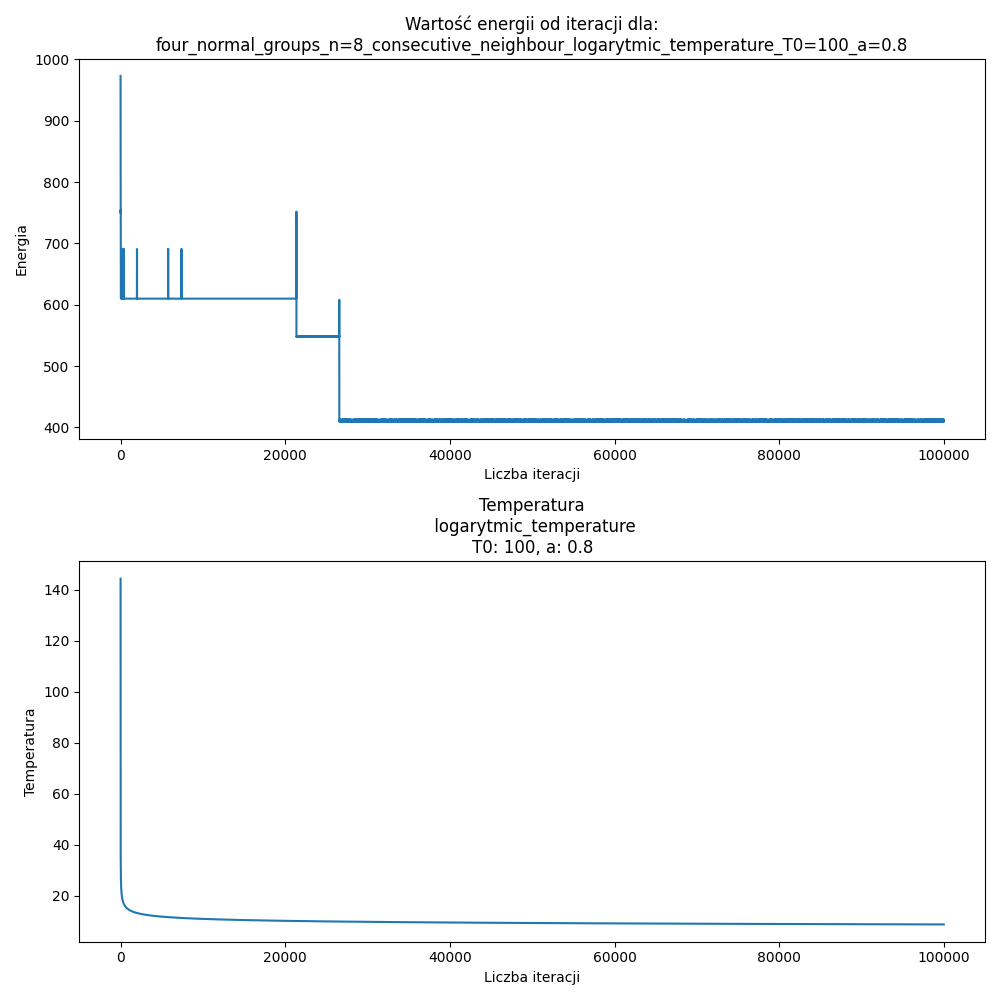 Wartość energii od iteracji dla:
four_normal_groups_n=8_consecutive_neighbour_logarytmic_temperature_T0=100_a=0.8
1000
900
800
700
600
500
400
Energia
0
20000
40000
60000
80000
100000
Liczba iteracji
Temperatura
logarytmic_temperature
T0: 100, a: 0.8
140
120
100
80
60
40
20
Temperatura
0
20000
40000
60000
80000
100000
Liczba iteracji